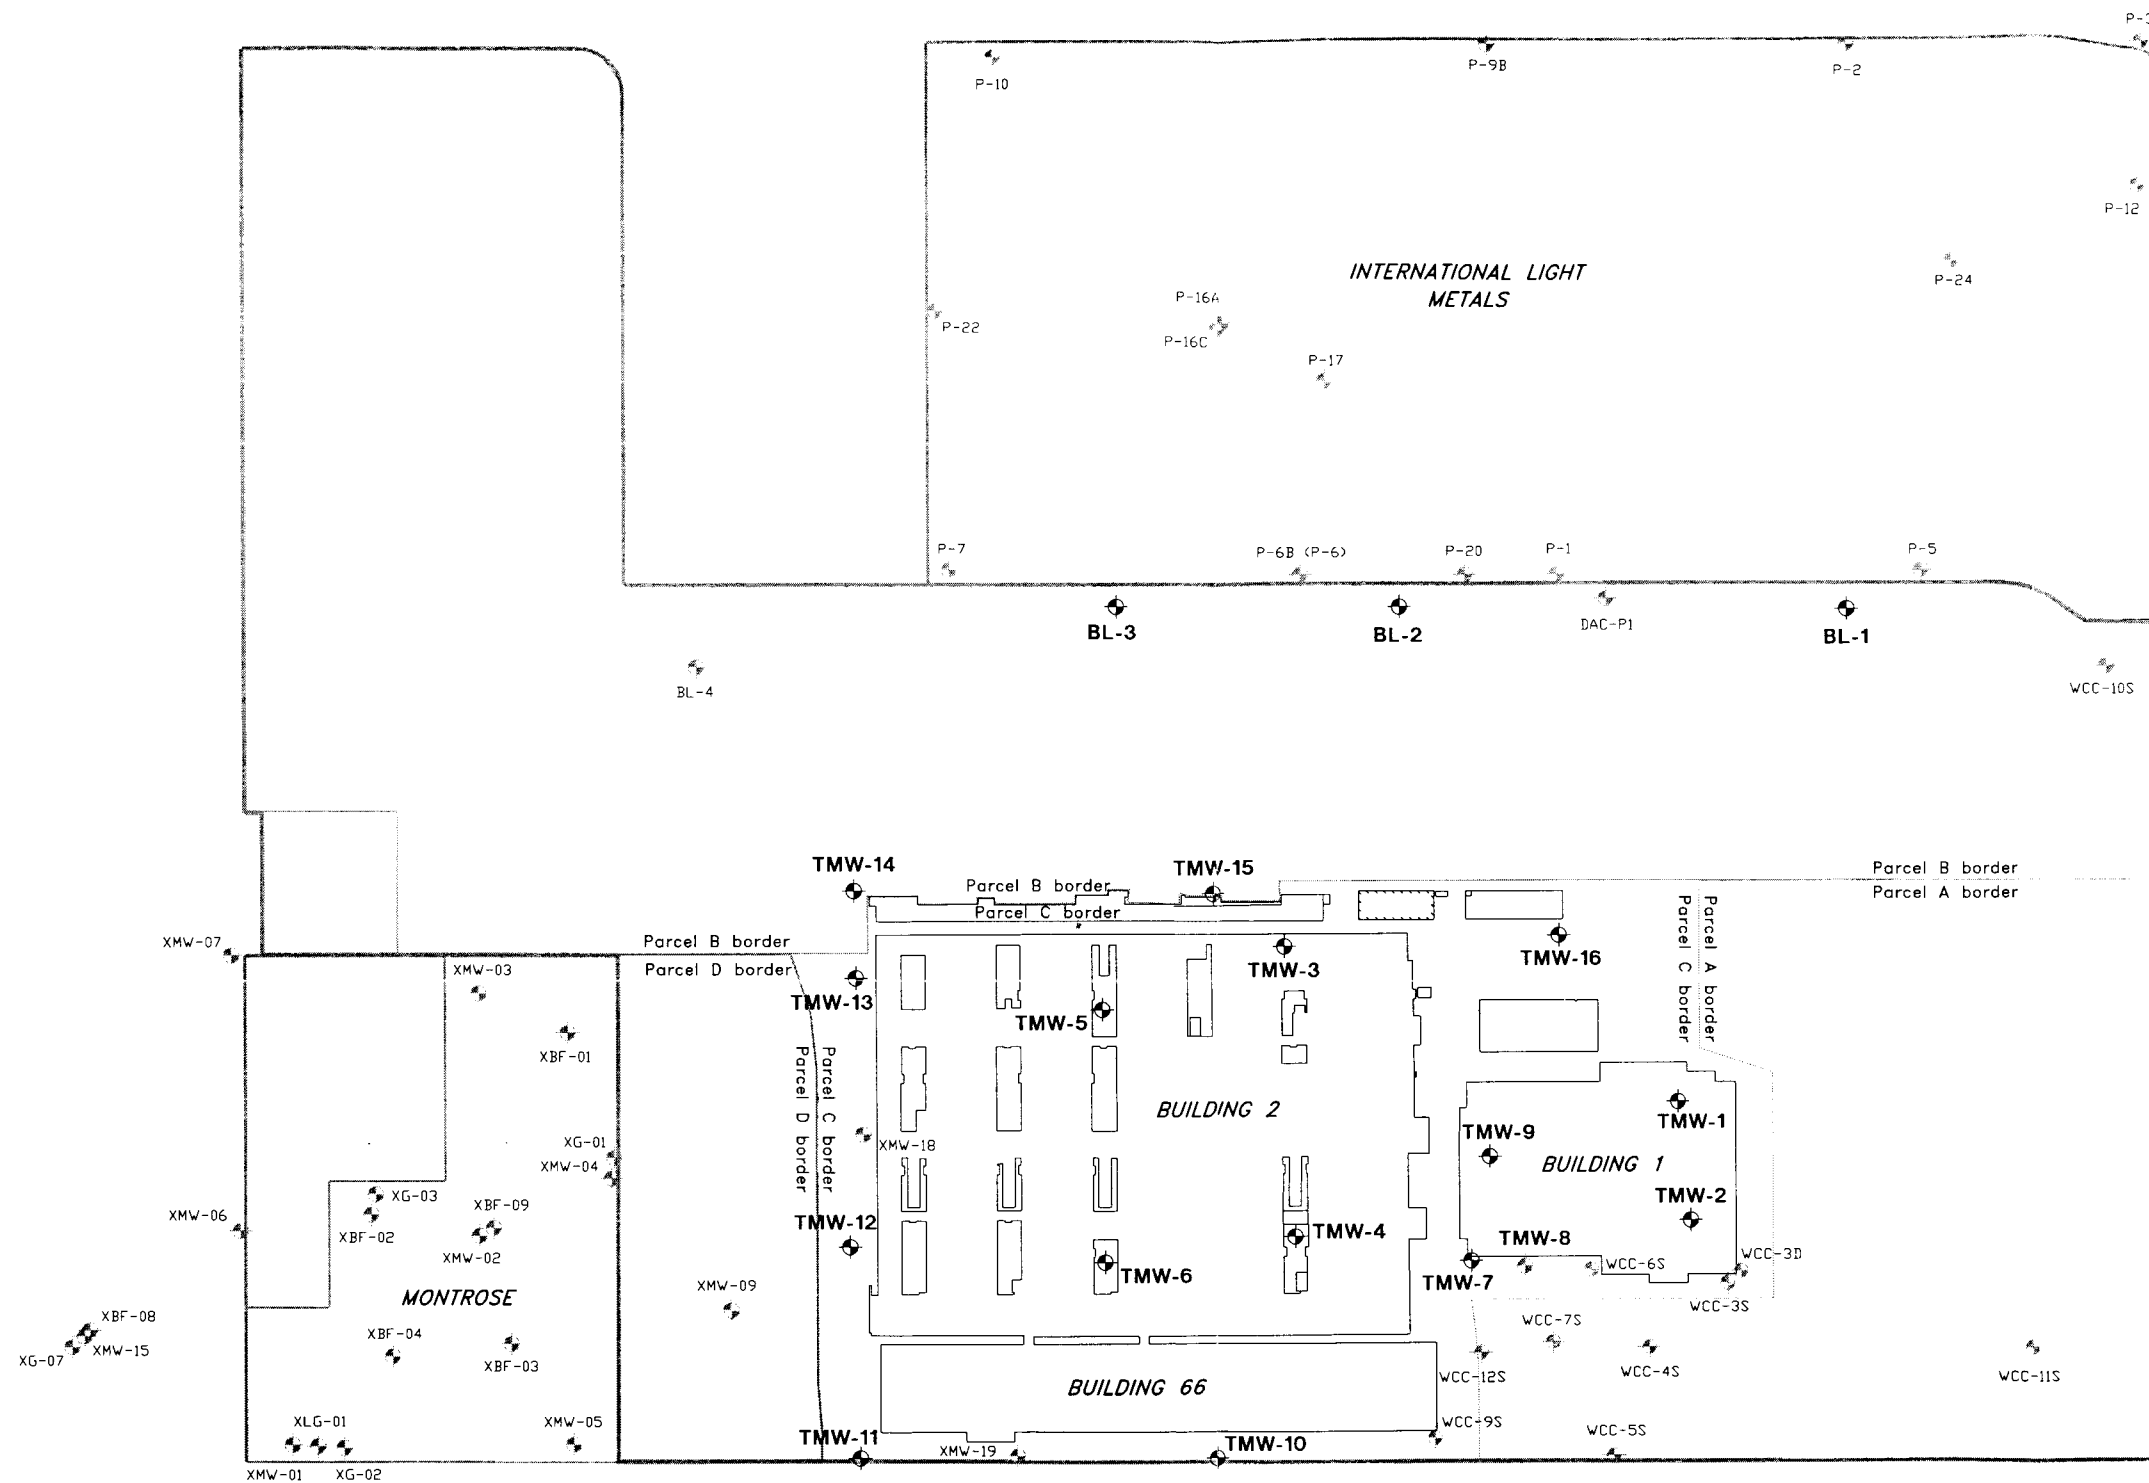 P-10
P-9B
P-2
P-12
P-24
INTERNATIONAL LIGHT
METALS
P-16A
P-16C
P-22
P-17
P-7
P-6B (P-6)
P-20
P-1
P-5
BL-3
BL-2
DAC-P1
BL-1
BL-4
WCC-10S
TMW-14
TMW-15
Parcel B border
Parcel A border
Parcel B border
Parcel C border
Parcel C border
Parcel A border
XMW-07
Parcel B border
Parcel D border
XMW-03
TMW-13
TMW-3
TMW-16
TMW-5
XBF-01
Parcel D border
Parcel C border
BUILDING 2
TMW-1
XG-01
XMW-04
XMW-18
TMW-9
BUILDING 1
XG-03
XBF-02
XBF-09
XMW-02
XMW-06
TMW-12
TMW-4
TMW-2
TMW-8
TMW-7
WCC-6S
WCC-3D
WCC-3S
TMW-6
XMW-09
MONTROSE
XBF-08
XMW-15
XG-07
XBF-04
XBF-03
WCC-7S
WCC-12S
WCC-4S
WCC-11S
BUILDING 66
XLG-01
XMW-05
WCC-9S
WCC-5S
TMW-11
XMW-19
TMW-10
XMW-01
XG-02